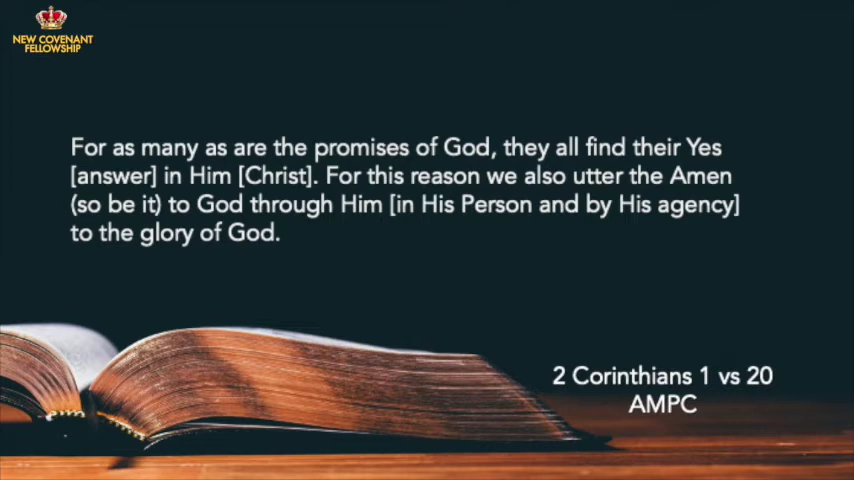 NEW COVENANT
FELLOWSHIP
For as many as are the promises of God, they all find their Yes
[answer] in Him [Christ]. For this reason we also utter the Amen
(so be it) to God through Him [in His Person and by His agency]
to the glory of God.
2 Corinthians 1 vs 20
AMPC